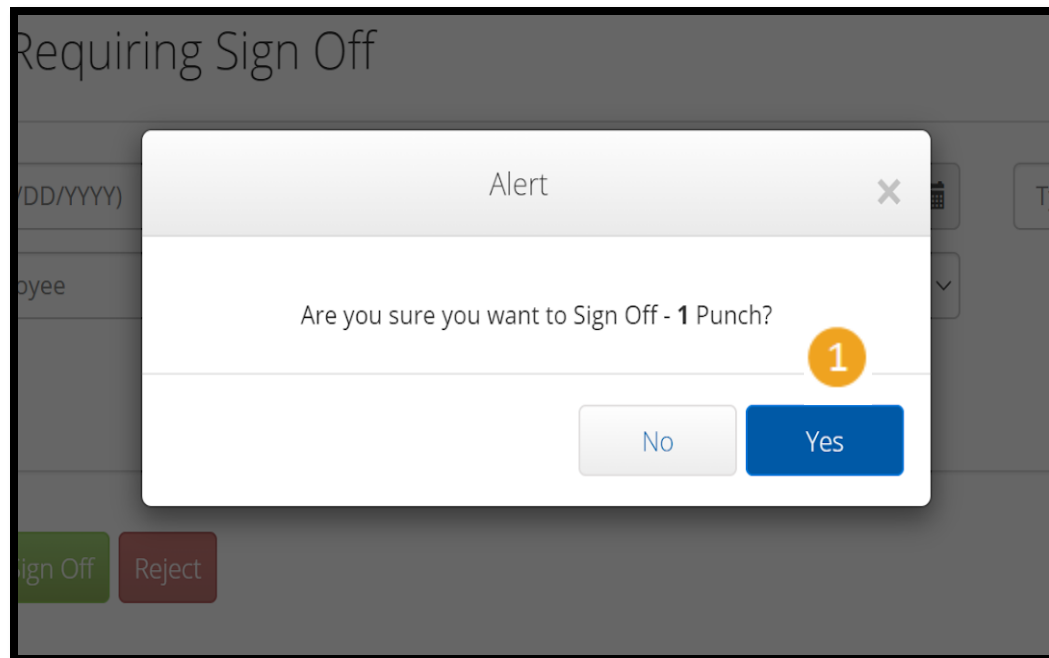 Requiring Sign Off
Alert
/DD/YYYY)
T
oyee
Are you sure you want to Sign Off - 1 Punch?
1
No
Yes
ign Off
Reject